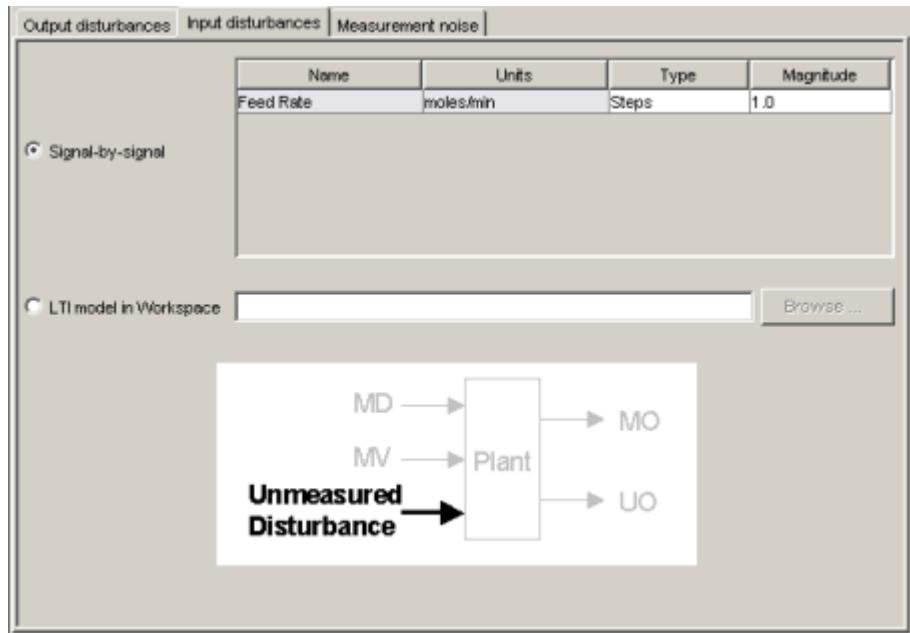 Output disturbances Input disturbances Measurement noise
Name Units Type Magnitude
Feed Rate moles/min Steps 1.0
Signal-by-signal
LTI model in Workspace Browse ...
MD
MO
MV
Plant
Unmeasured
Disturbance
UO